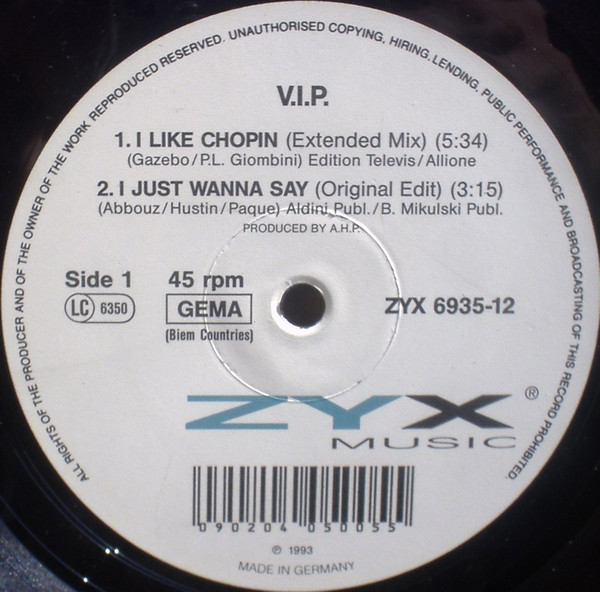 ALL RIGHTS OF THE PRODUCER AND OF THE OWNER OF THE WORK REPRODUCED RESERVED. UNAUTHORISED COPYING, HIRING, LENDING, PUBLIC PERFORMANCE AND BROADCASTING OF THIS RECORD PROHIBITED.
V.I.P.
1. I LIKE CHOPIN (Extended Mix) (5:34)
(Gazebo/P.L. Giombini) Edition Televis/Allione
2. I JUST WANNA SAY (Original Edit) (3:15)
(Abbouz/Hustin/Paque) Aldini Publ./B. Mikulski Publ.
PRODUCED BY A.H.P.
Side 1 45 rpm
LC 6350 GEMA ZYX 6935-12
(Biem Countries)
ZYX ®
MUSIC
090204 050055
℗ 1993
MADE IN GERMANY